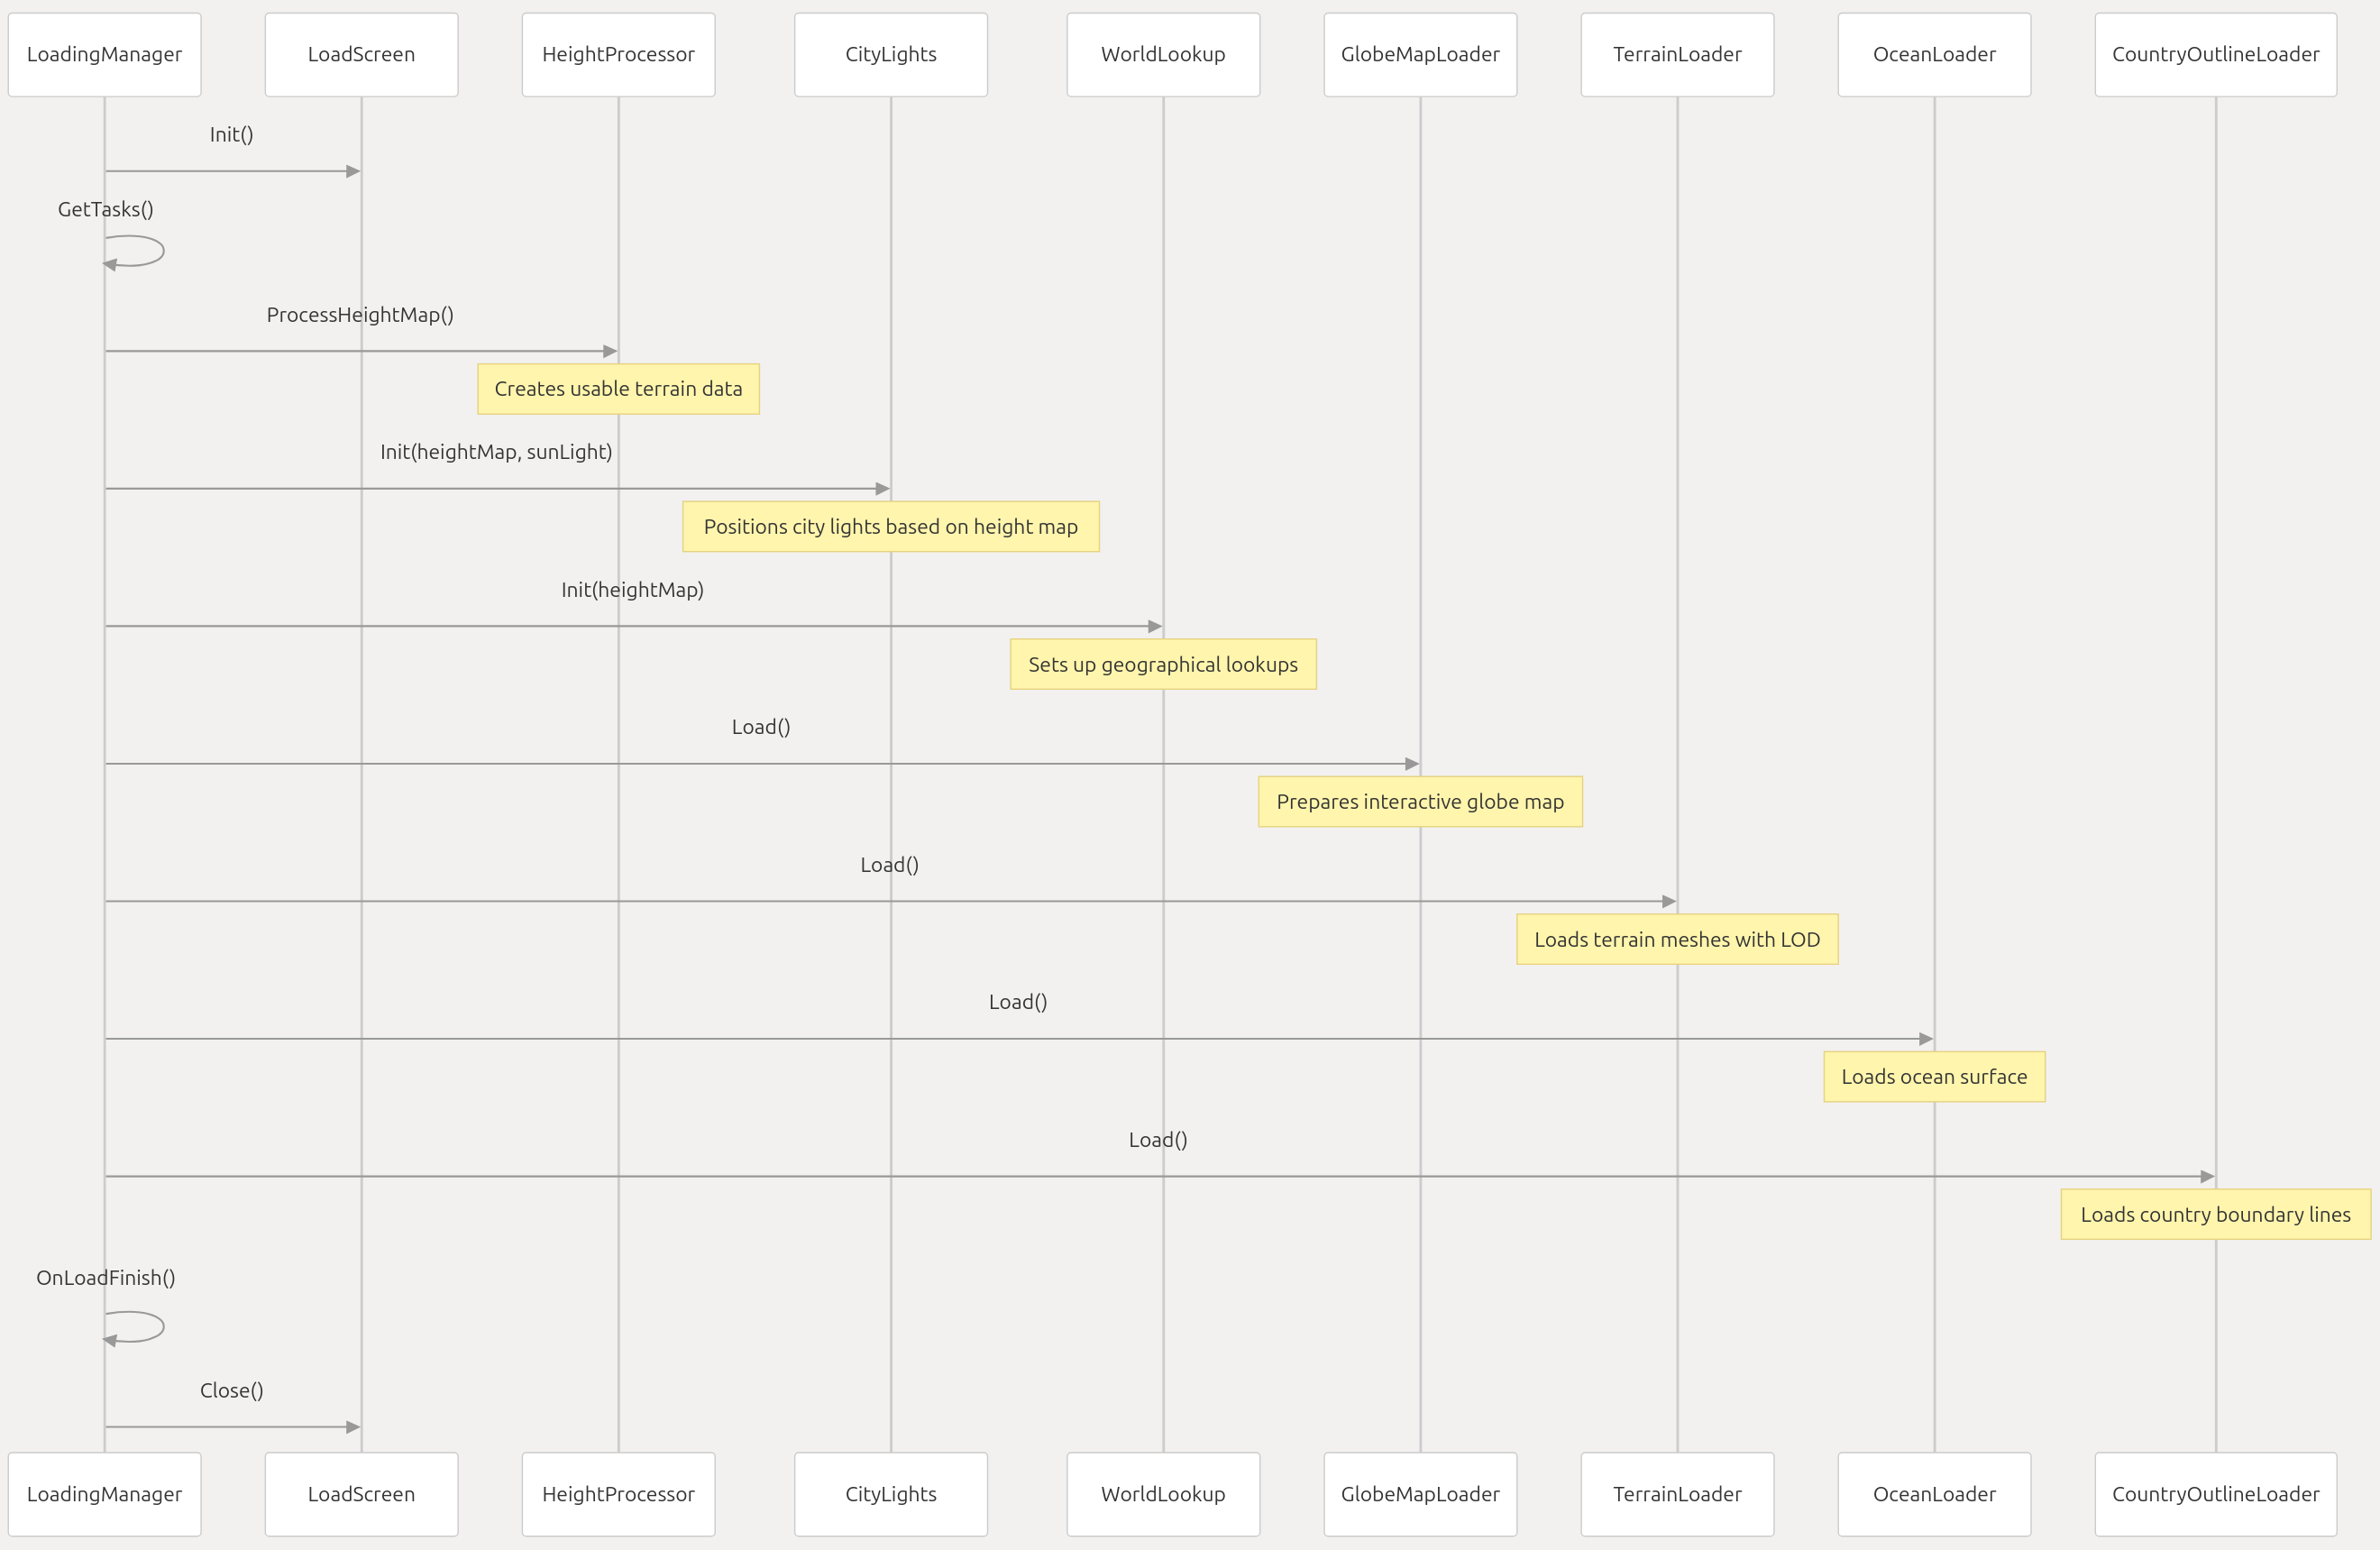 LoadingManager
LoadScreen
HeightProcessor
CityLights
WorldLookup
GlobeMapLoader
TerrainLoader
OceanLoader
CountryOutlineLoader
Init()
GetTasks()
ProcessHeightMap()
Creates usable terrain data
Init(heightMap, sunLight)
Positions city lights based on height map
Init(heightMap)
Sets up geographical lookups
Load()
Prepares interactive globe map
Load()
Loads terrain meshes with LOD
Load()
Loads ocean surface
Load()
Loads country boundary lines
OnLoadFinish()
Close()
LoadingManager
LoadScreen
HeightProcessor
CityLights
WorldLookup
GlobeMapLoader
TerrainLoader
OceanLoader
CountryOutlineLoader